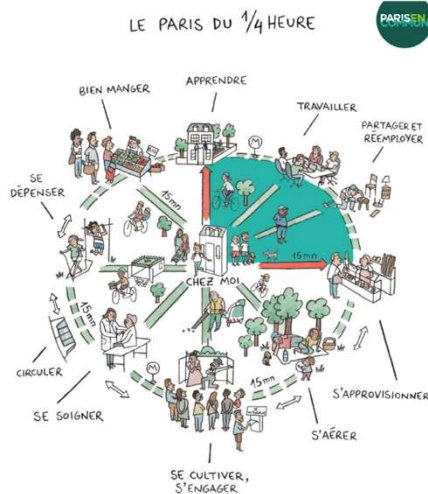 LE PARIS DU 1/4 HEURE
PARIS EN
COMMUN
APPRENDRE
BIEN MANGER
TRAVAILLER
PARTAGER ET
RÉEMPLOYER
M
SE
DÉPENSER
15mn
15mn
CHEZ MOI
15mn
CIRCULER
M
15mn
SE SOIGNER
S'APPROVISIONNER
S'AÉRER
SE CULTIVER,
S'ENGAGER